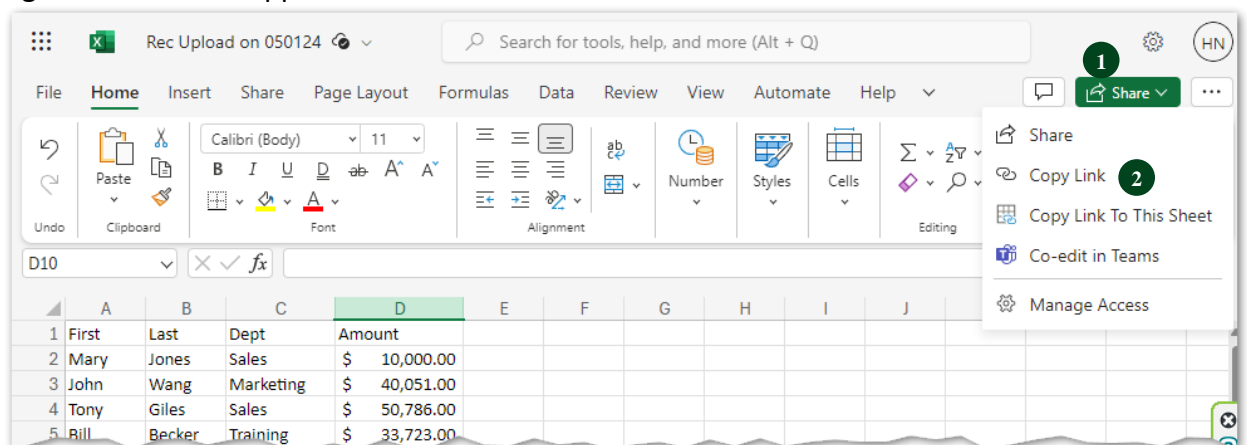 Rec Upload on 050124
Search for tools, help, and more (Alt + Q)
HN
1
File Home Insert Share Page Layout Formulas Data Review View Automate Help
Share
Share
Copy Link 2
Copy Link To This Sheet
Co-edit in Teams
Manage Access
Calibri (Body) 11
Paste
B I U D ab A A
A
ab
Number
Styles
Cells
Undo Clipboard Font Alignment Editing
D10 fx
A B C D E F G H I J
1 First Last Dept Amount
2 Mary Jones Sales $ 10,000.00
3 John Wang Marketing $ 40,051.00
4 Tony Giles Sales $ 50,786.00
5 Bill Becker Training $ 33,723.00